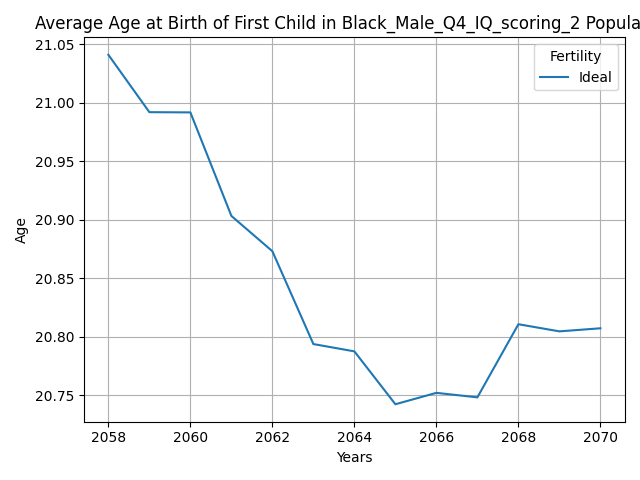 Average Age at Birth of First Child in Black_Male_Q4_IQ_scoring_2 Popula
21.05
21.00
20.95
20.90
20.85
20.80
20.75
Age
Fertility
Ideal
2058 2060 2062 2064 2066 2068 2070
Years